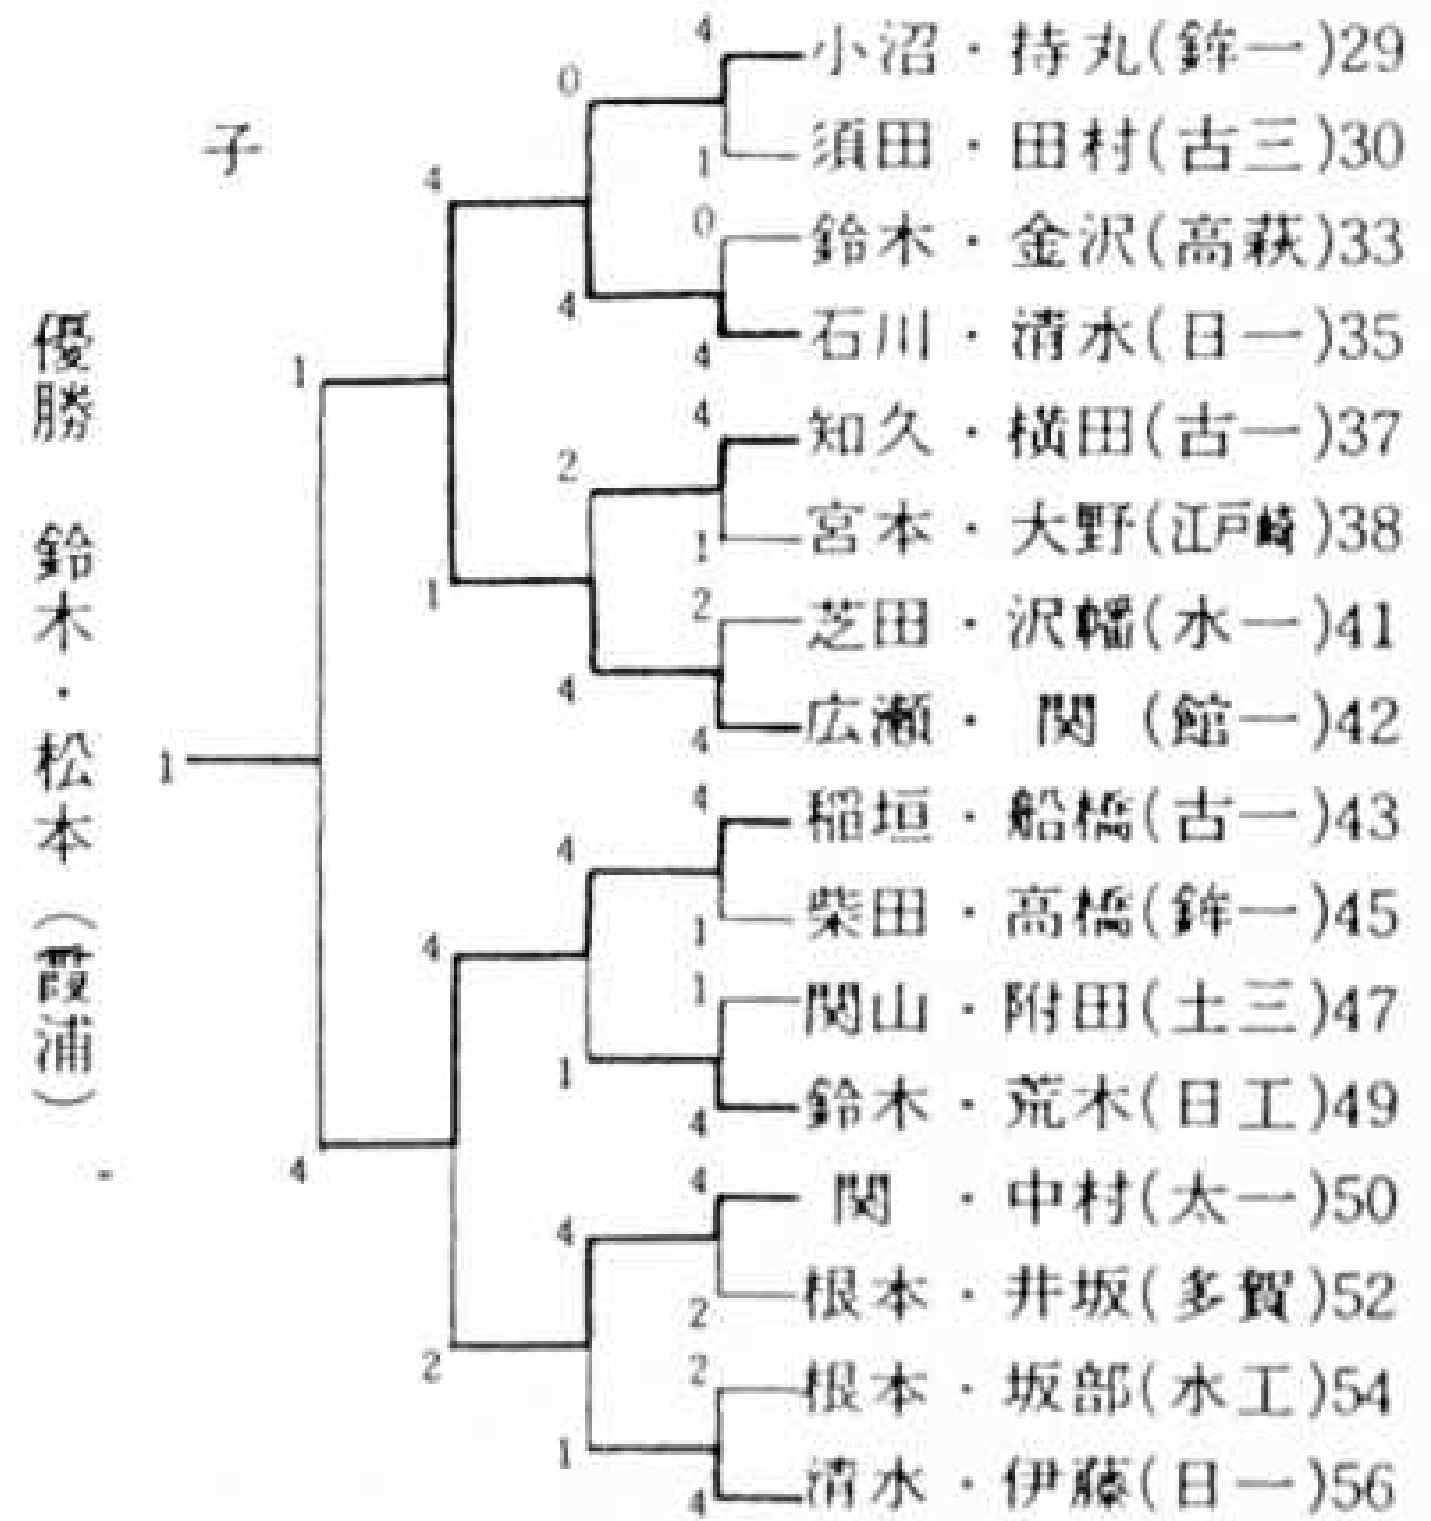 子
優勝 鈴木・松本(霞浦)
4 小沼・持丸(鉾一)29
0
1 須田・田村(古三)30
4
0 鈴木・金沢(高萩)33
4
4 石川・清水(日一)35
1
4 知久・横田(古一)37
2
1 宮本・大野(江戸崎)38
1
2 芝田・沢幡(水一)41
4
4 広瀬・関(館一)42
1
4 稲垣・船橋(古一)43
4
1 柴田・高橋(鉾一)45
4
1 関山・附田(土三)47
1
4 鈴木・荒木(日工)49
4
4 関・中村(太一)50
4
2 根本・井坂(多賀)52
2
2 根本・坂部(水工)54
1
4 清水・伊藤(日一)56